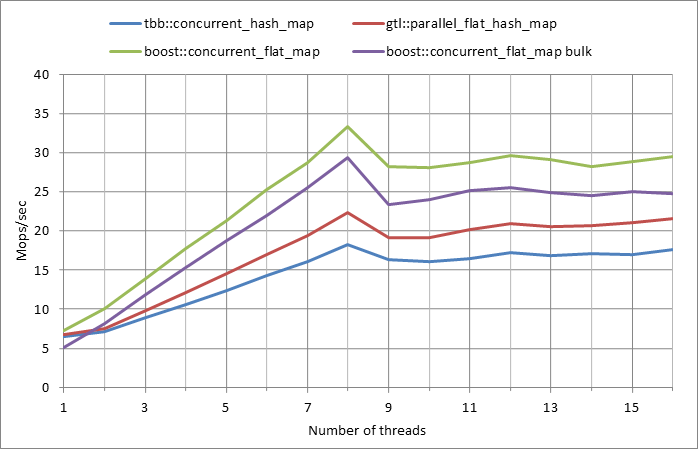 tbb::concurrent_hash_map gtl::parallel_flat_hash_map
boost::concurrent_flat_map boost::concurrent_flat_map bulk
40
35
30
25
20
15
10
5
0
Mops/sec
1 3 5 7 9 11 13 15
Number of threads